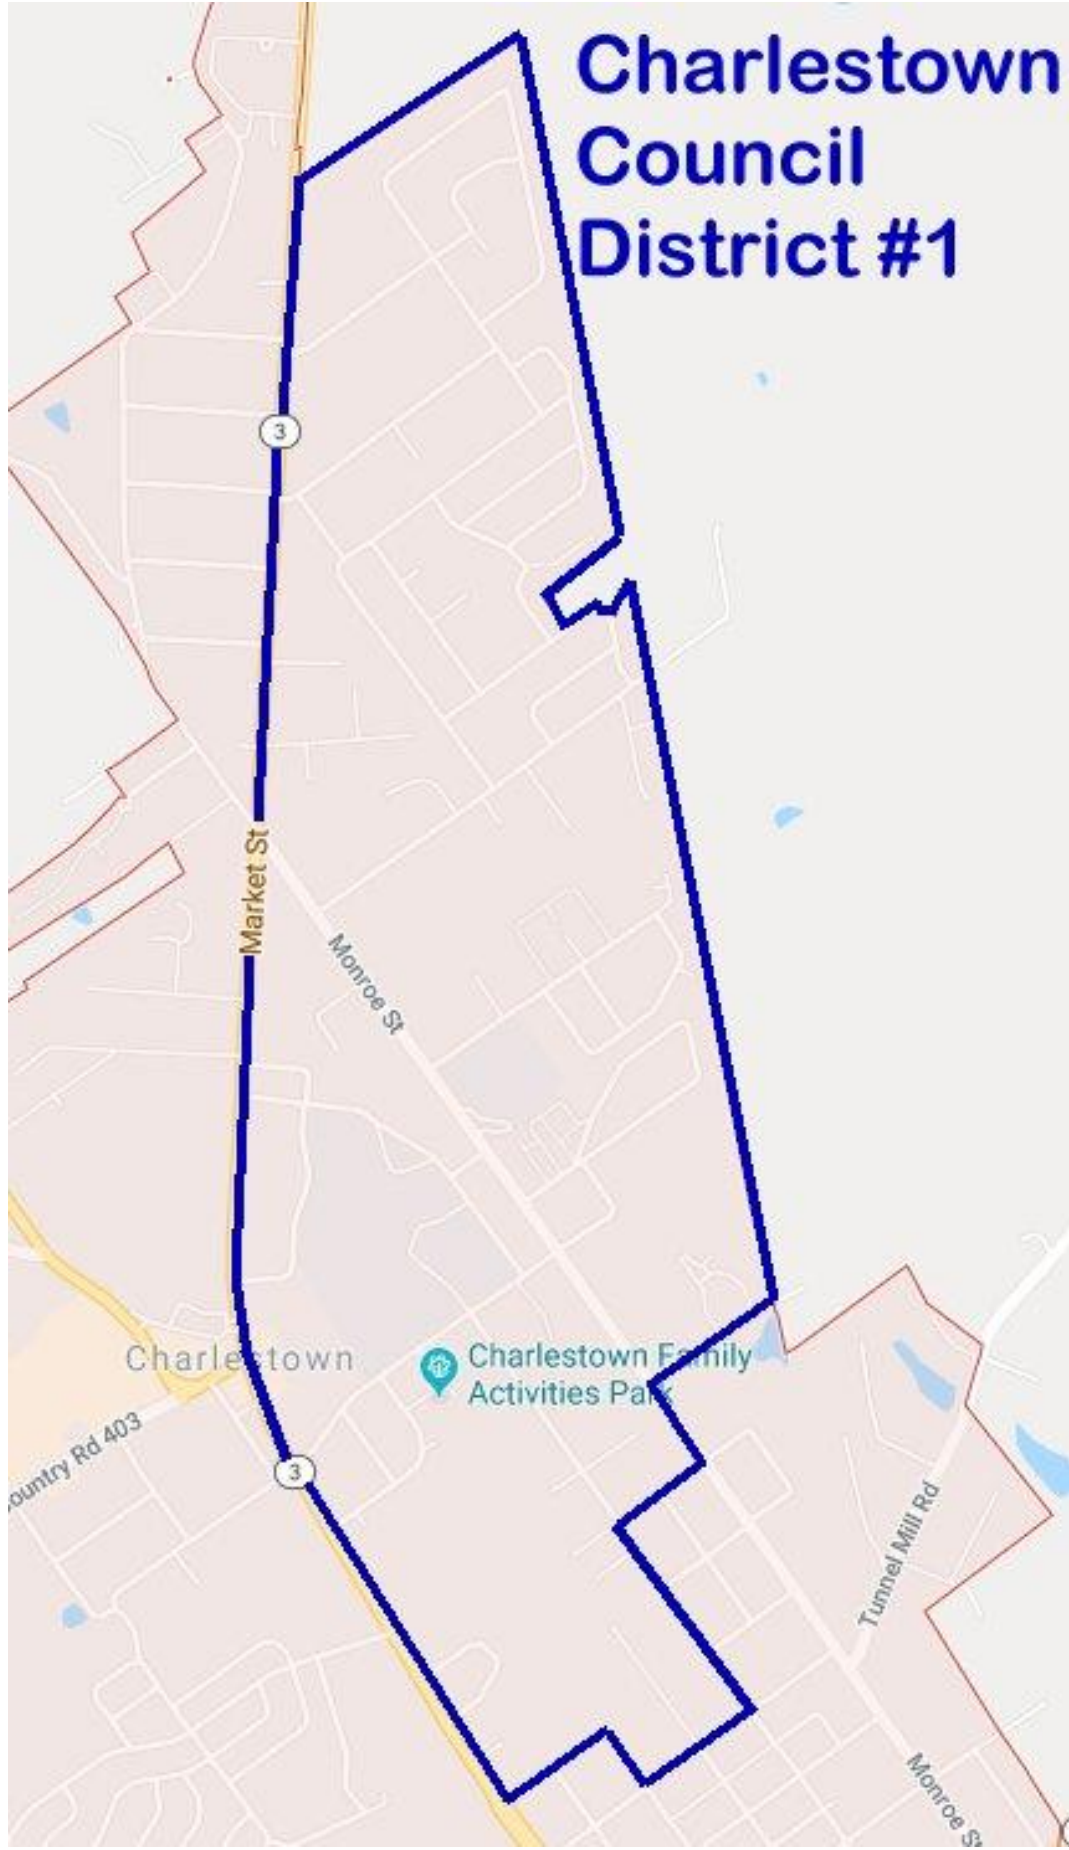 Charlestown
Council
District #1
3
Market St
Monroe St
Charlestown
Charlestown Family
Activities Park
3
ountry Rd 403
Tunnel Mill Rd
Monroe St